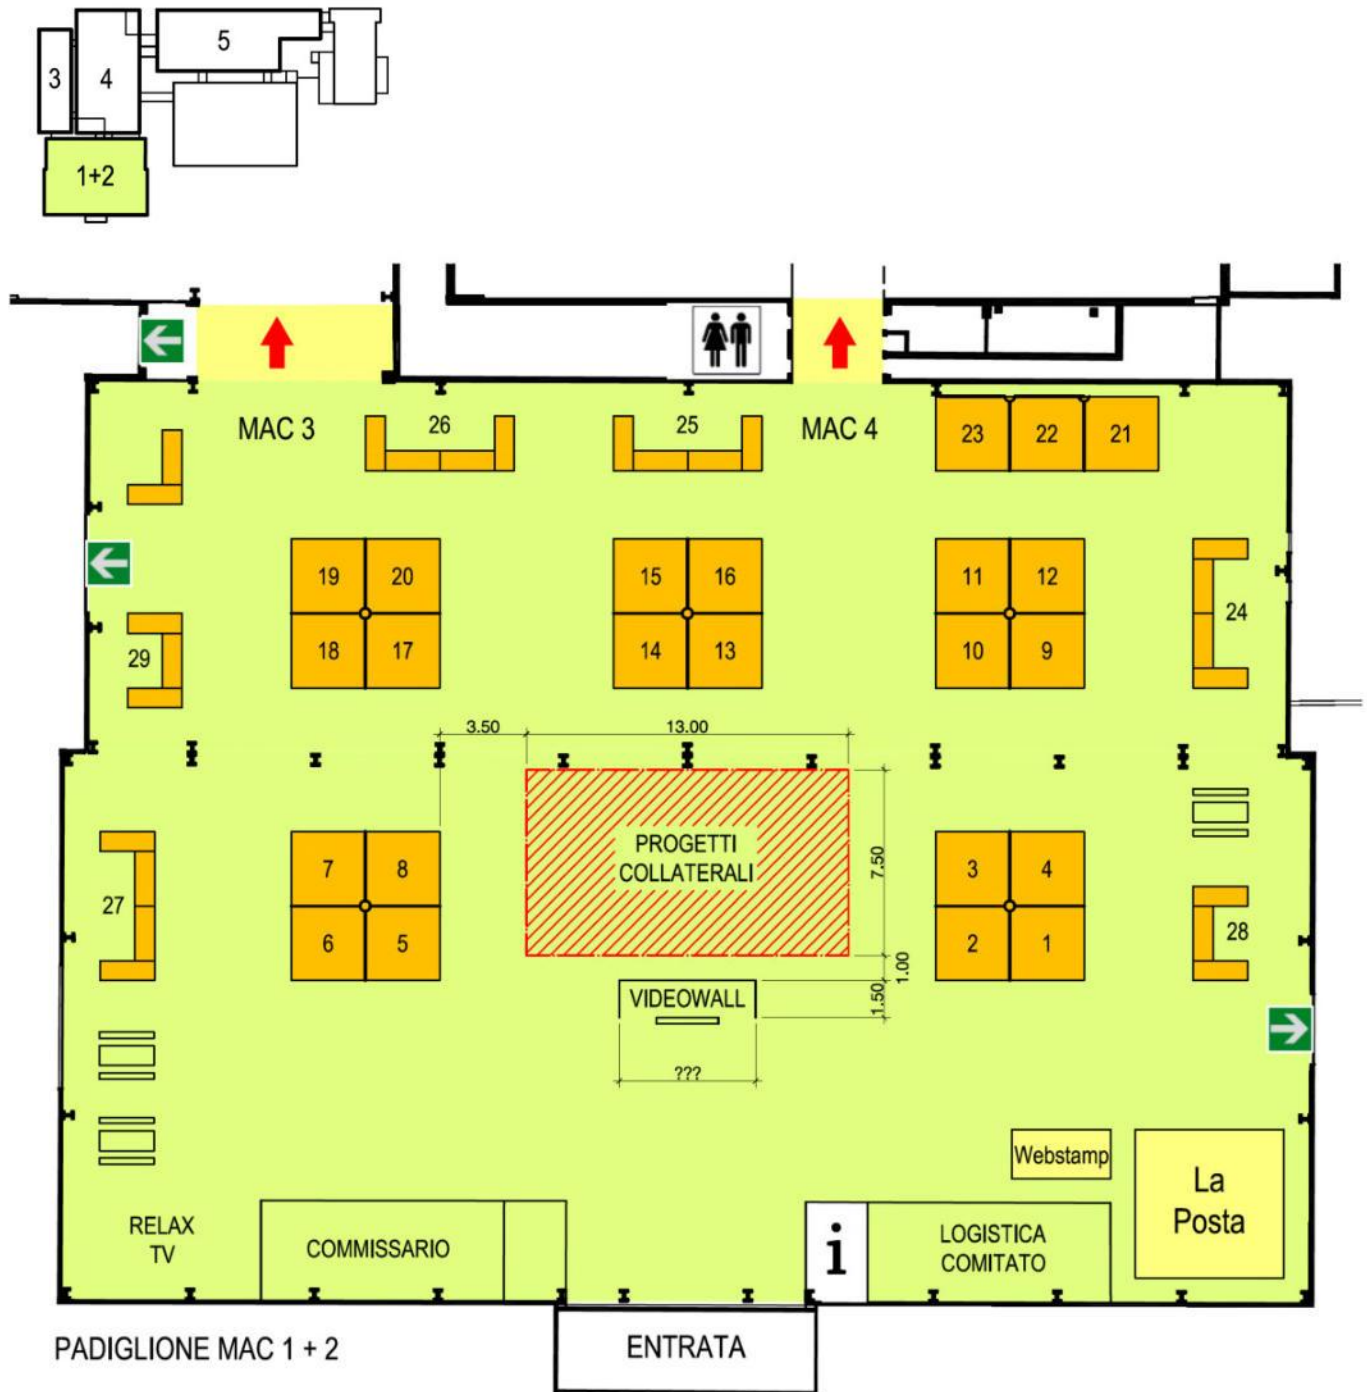 5
3
4
1+2
MAC 3
26
25
MAC 4
23
22
21
19
20
15
16
11
12
24
29
18
17
14
13
10
9
3.50
13.00
PROGETTI
COLLATERALI
7.50
7
8
3
4
27
6
5
2
1
28
1.00
VIDEOWALL
1.50
???
Webstamp
La
Posta
RELAX
TV
COMMISSARIO
i
LOGISTICA
COMITATO
PADIGLIONE MAC 1 + 2
ENTRATA